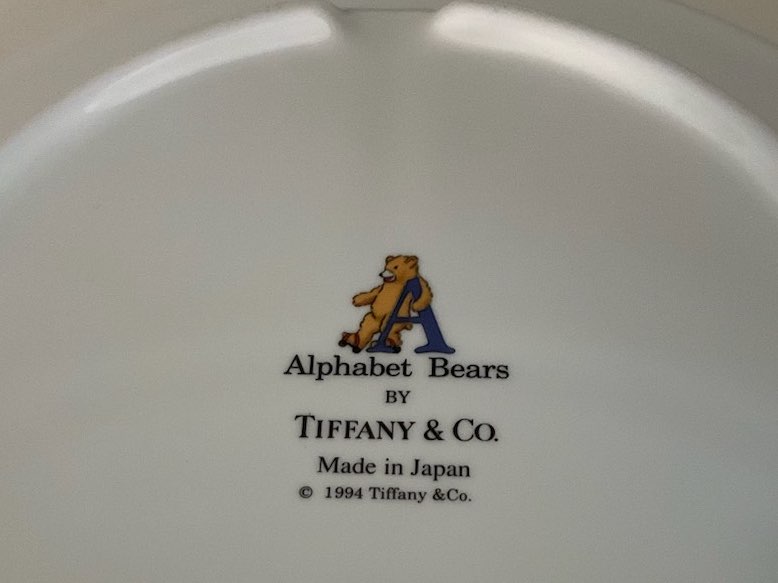 A
Alphabet Bears
BY
TIFFANY & CO.
Made in Japan
© 1994 Tiffany &Co.